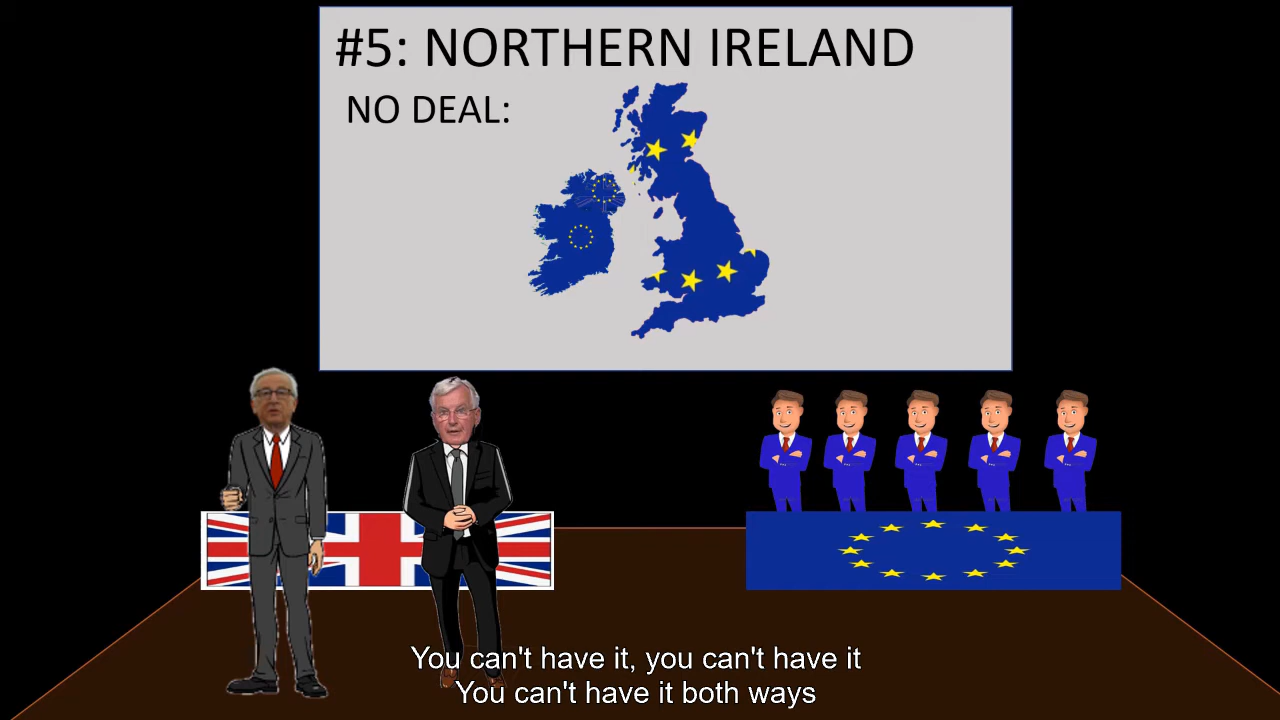 #5: NORTHERN IRELAND
NO DEAL:
You can't have it, you can't have it
You can't have it both ways